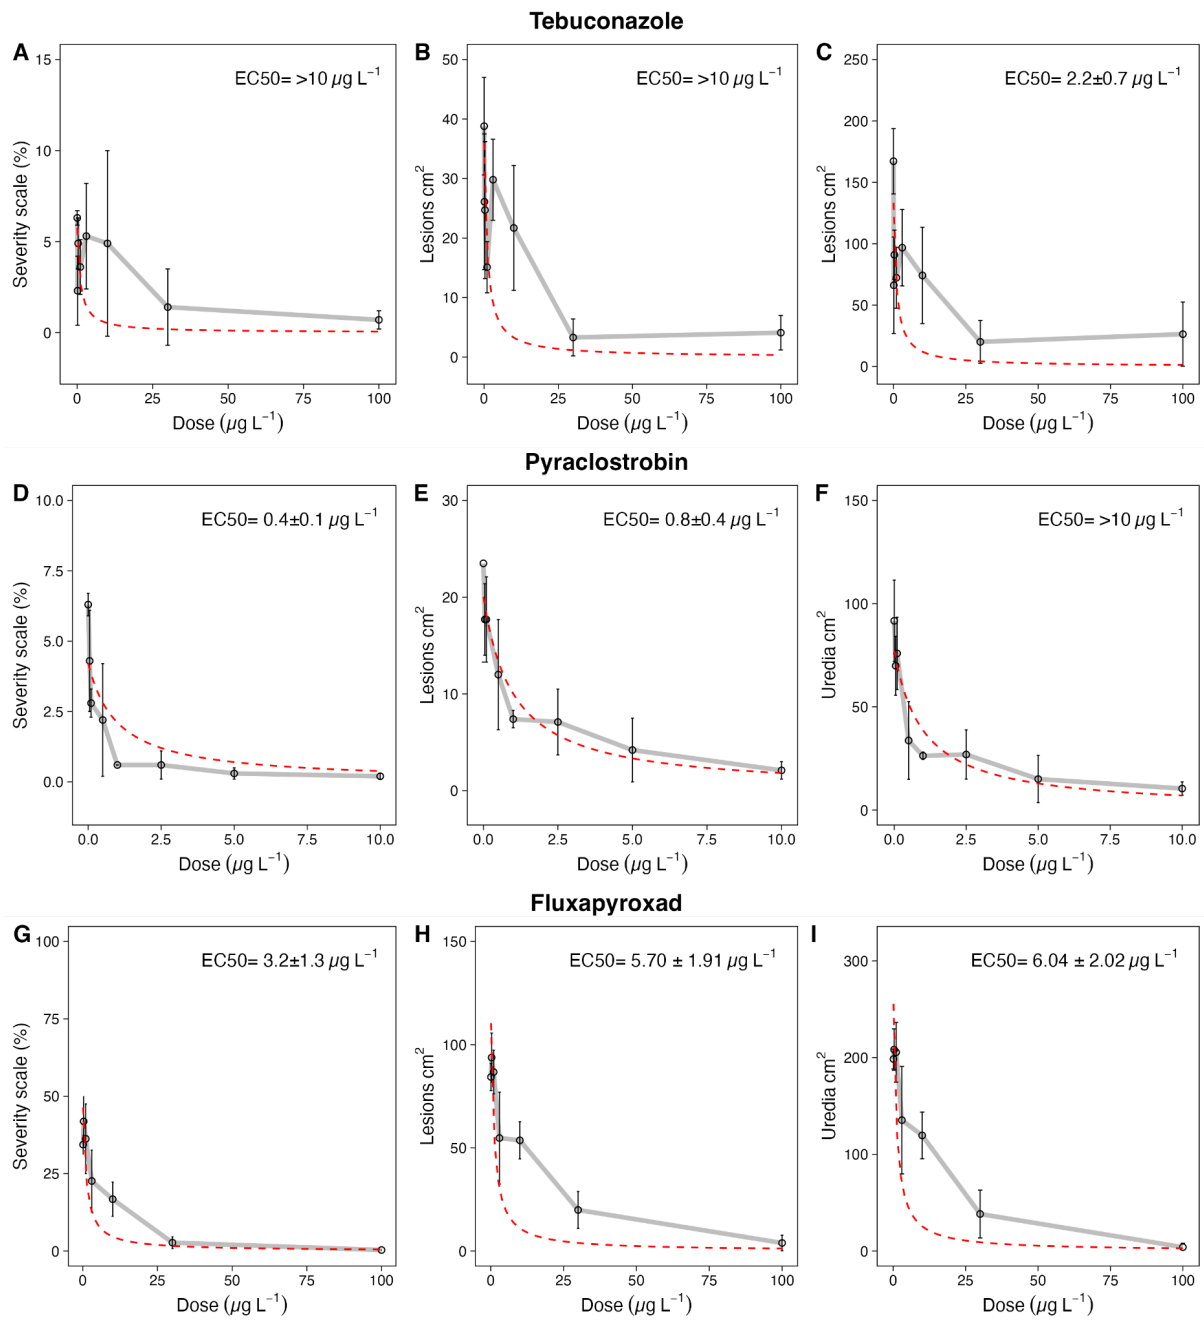 Tebuconazole
A
EC50= >10 µg L⁻¹
Severity scale (%)
15
10
5
0
0 25 50 75 100
Dose (µg L⁻¹)
B
EC50= >10 µg L⁻¹
Lesions cm²
50
40
30
20
10
0
0 25 50 75 100
Dose (µg L⁻¹)
C
EC50= 2.2±0.7 µg L⁻¹
250
200
150
100
50
0
0 25 50 75 100
Dose (µg L⁻¹)
Pyraclostrobin
D
EC50= 0.4±0.1 µg L⁻¹
Severity scale (%)
10.0
7.5
5.0
2.5
0.0
0.0 2.5 5.0 7.5 10.0
Dose (µg L⁻¹)
E
EC50= 0.8±0.4 µg L⁻¹
Lesions cm²
30
20
10
0
0.0 2.5 5.0 7.5 10.0
Dose (µg L⁻¹)
F
EC50= >10 µg L⁻¹
Uredia cm²
150
100
50
0
0.0 2.5 5.0 7.5 10.0
Dose (µg L⁻¹)
Fluxapyroxad
G
EC50= 3.2±1.3 µg L⁻¹
Severity scale (%)
100
75
50
25
0
0 25 50 75 100
Dose (µg L⁻¹)
H
EC50= 5.70 ± 1.91 µg L⁻¹
Lesions cm²
150
100
50
0
0 25 50 75 100
Dose (µg L⁻¹)
I
EC50= 6.04 ± 2.02 µg L⁻¹
Uredia cm²
300
200
100
0
0 25 50 75 100
Dose (µg L⁻¹)